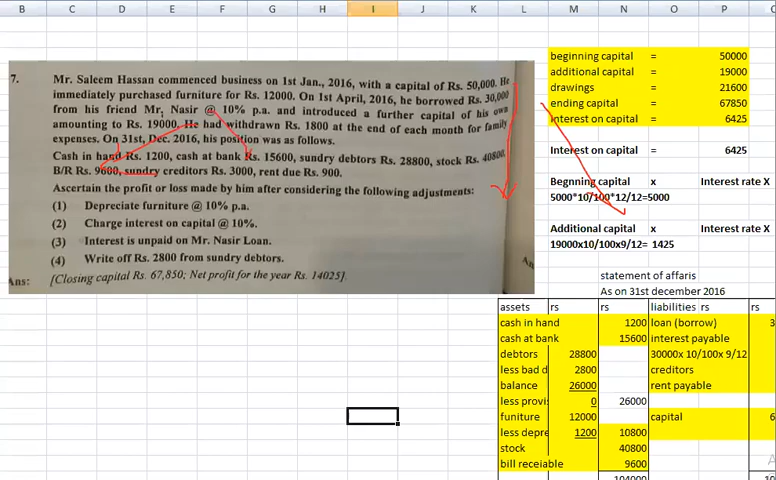 B C D E F G H I J K L M N O P
7. Mr. Saleem Hassan commenced business on 1st Jan., 2016, with a capital of Rs. 50,000. He
immediately purchased furniture for Rs. 12000. On 1st April, 2016, he borrowed Rs. 30,000
from his friend Mr. Nasir @ 10% p.a. and introduced a further capital of his own
amounting to Rs. 19000. He had withdrawn Rs. 1800 at the end of each month for family
expenses. On 31st, Dec. 2016, his position was as follows.
Cash in hand Rs. 1200, cash at bank Rs. 15600, sundry debtors Rs. 28800, stock Rs. 40800,
B/R Rs. 9600, sundry creditors Rs. 3000, rent due Rs. 900.
Ascertain the profit or loss made by him after considering the following adjustments:
(1) Depreciate furniture @ 10% p.a.
(2) Charge interest on capital @ 10%.
(3) Interest is unpaid on Mr. Nasir Loan.
(4) Write off Rs. 2800 from sundry debtors.
Ans: [Closing capital Rs. 67,850; Net profit for the year Rs. 14025].
An
beginning capital = 50000
additional capital = 19000
drawings = 21600
ending capital = 67850
interest on capital = 6425
Interest on capital = 6425
Begnning capital x Interest rate X
5000*10/100*12/12=5000
Additional capital x Interest rate X
19000x10/100x9/12= 1425
statement of affaris
As on 31st december 2016
assets rs rs liabilities rs rs
cash in hand 1200 loan (borrow) 3
cash at bank 15600 interest payable
debtors 28800 30000x 10/100x 9/12
less bad d 2800 creditors
balance 26000 rent payable
less provi 0 26000
funiture 12000 capital 6
less depre 1200 10800
stock 40800
bill receiable 9600
104000 10